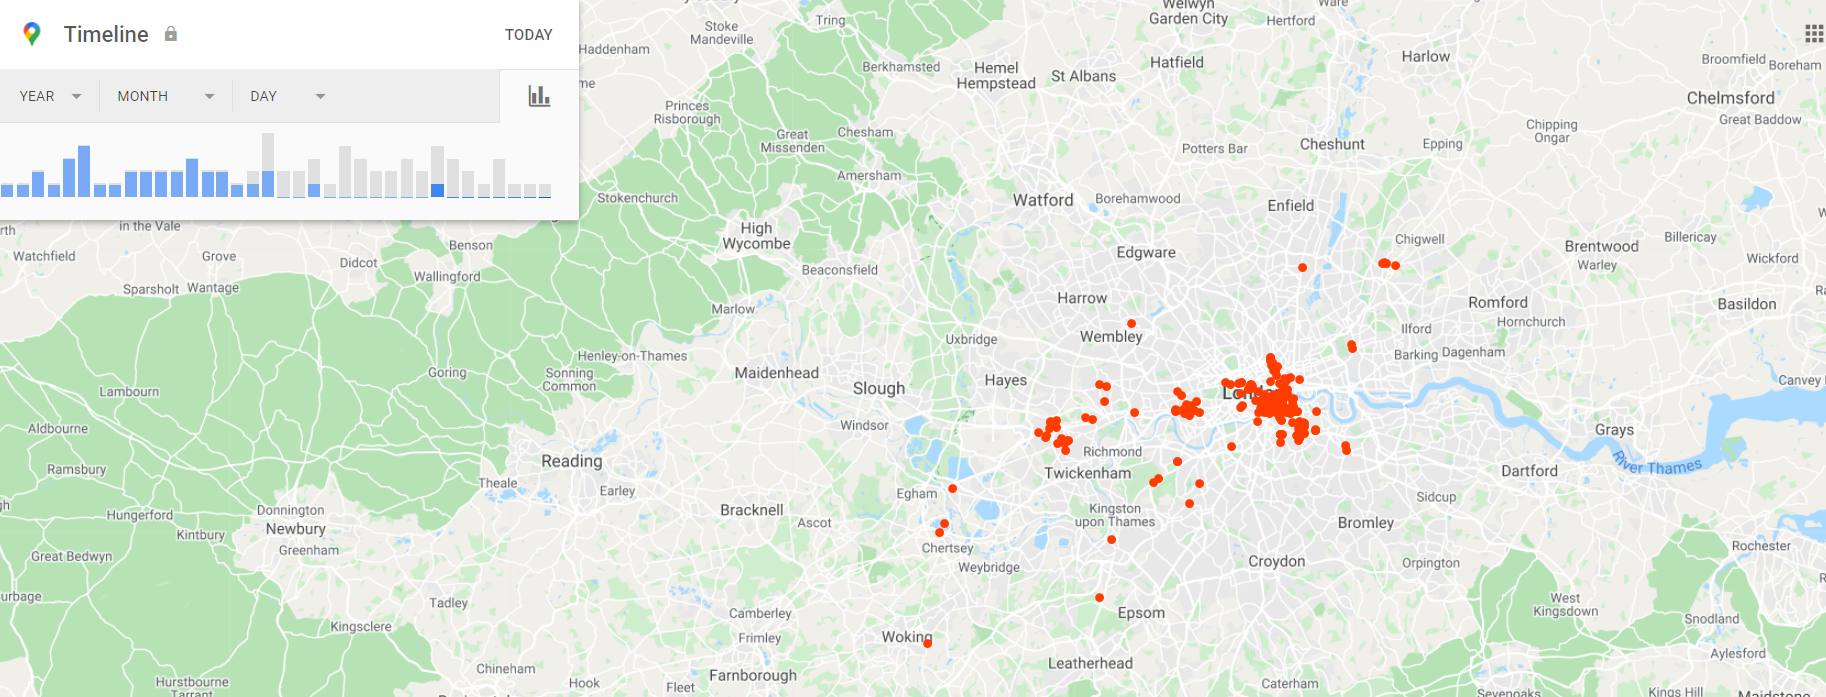 Timeline
TODAY
YEAR
MONTH
DAY
Welwyn
Garden City
Ware
Hertford
Tring
Stoke
Mandeville
Haddenham
Berkhamsted
Hemel
Hempstead
St Albans
Hatfield
Harlow
Broomfield
Boreham
Chelmsford
Great Baddow
Princes
Risborough
Great
Missenden
Chesham
Potters Bar
Cheshunt
Epping
Chipping
Ongar
Amersham
Stokenchurch
Watford
Borehamwood
Enfield
in the Vale
High
Wycombe
Edgware
Chigwell
Brentwood
Warley
Billericay
Wickford
Watchfield
Grove
Didcot
Benson
Wallingford
Beaconsfield
Sparsholt
Wantage
Marlow
Harrow
Romford
Hornchurch
Basildon
Wembley
Uxbridge
Ilford
Barking
Dagenham
Henley-on-Thames
Goring
Sonning
Common
Maidenhead
Slough
Hayes
Lambourn
London
Canvey
Aldbourne
Windsor
Grays
Richmond
River Thames
Ramsbury
Reading
Twickenham
Dartford
Theale
Earley
Egham
Sidcup
Hungerford
Donnington
Newbury
Bracknell
Ascot
Kingston
upon Thames
Bromley
Kintbury
Greenham
Great Bedwyn
Chertsey
Weybridge
Croydon
Orpington
Rochester
Tadley
Camberley
Epsom
West
Kingsdown
Snodland
Kingsclere
Frimley
Woking
Aylesford
Chineham
Farnborough
Leatherhead
Hurstbourne
Tarrant
Hook
Fleet
Caterham
Sevenoaks
Kings Hill
Maidstone